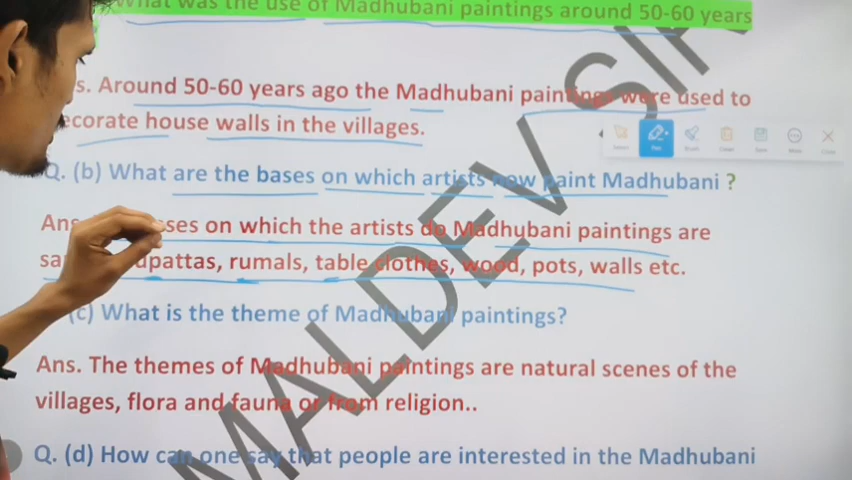 What was the use of Madhubani paintings around 50-60 years
s. Around 50-60 years ago the Madhubani paintings were used to
ecorate house walls in the villages.
Q. (b) What are the bases on which artists now paint Madhubani ?
Ans ses on which the artists do Madhubani paintings are
sa upattas, rumals, table clothes, wood, pots, walls etc.
(c) What is the theme of Madhubani paintings?
Ans. The themes of Madhubani paintings are natural scenes of the
villages, flora and fauna or from religion..
Q. (d) How can one say that people are interested in the Madhubani
MALDEV SIR